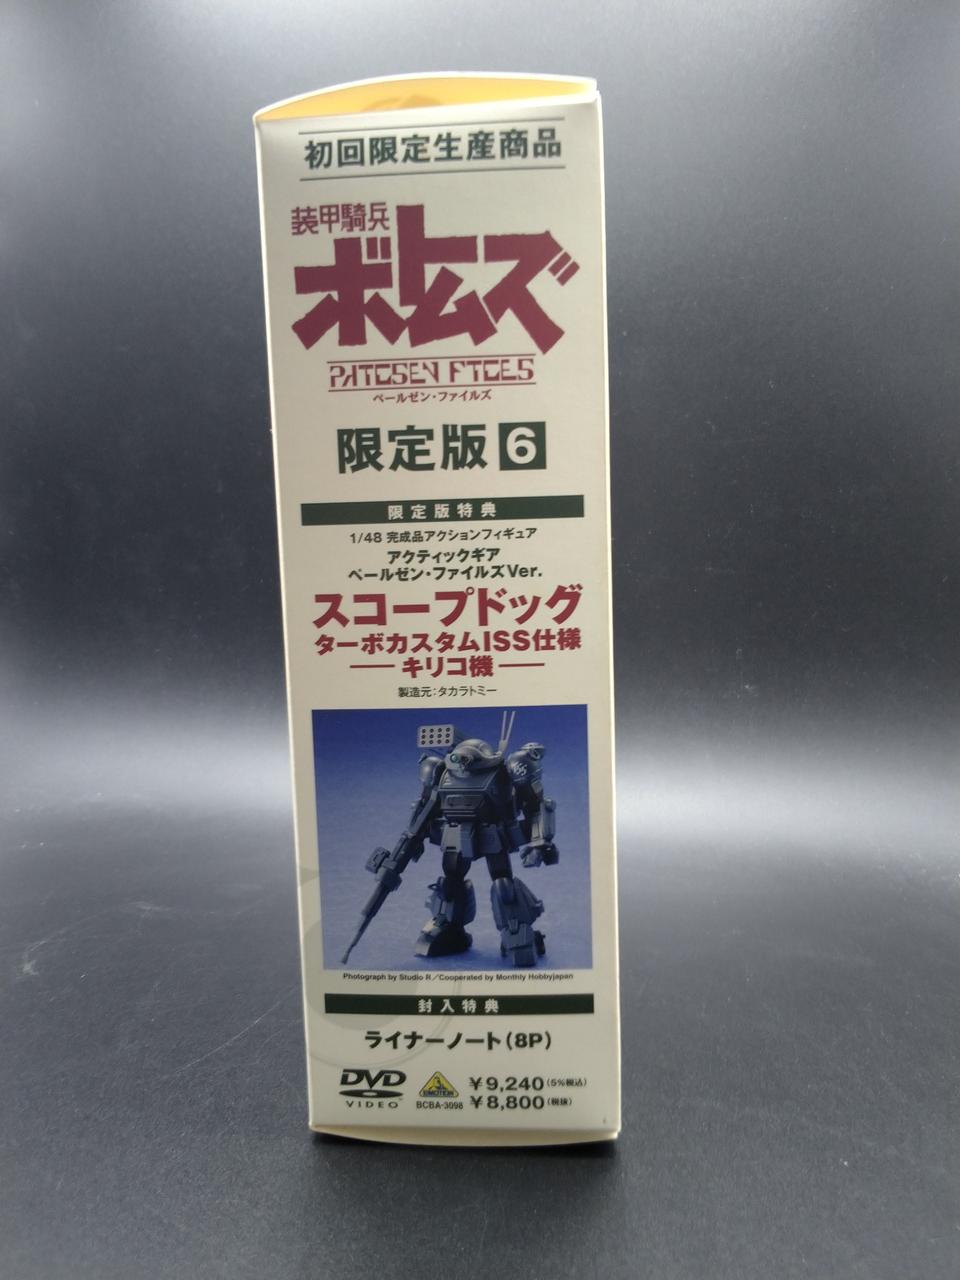 初回限定生産商品
装甲騎兵
ボトムズ
PAILSEN FILES
ペールゼン・ファイルズ
限定版 6
限定版特典
1/48 完成品アクションフィギュア
アクティックギア
ペールゼン・ファイルズVer.
スコープドッグ
ターボカスタムISS仕様
── キリコ機 ──
製造元:タカラトミー
Photograph by Studio R／Cooperated by Monthly Hobbyjapan
封入特典
ライナーノート(8P)
DVD
VIDEO
EMOTION
BCBA-3098
¥9,240(5%税込)
¥8,800(税抜)